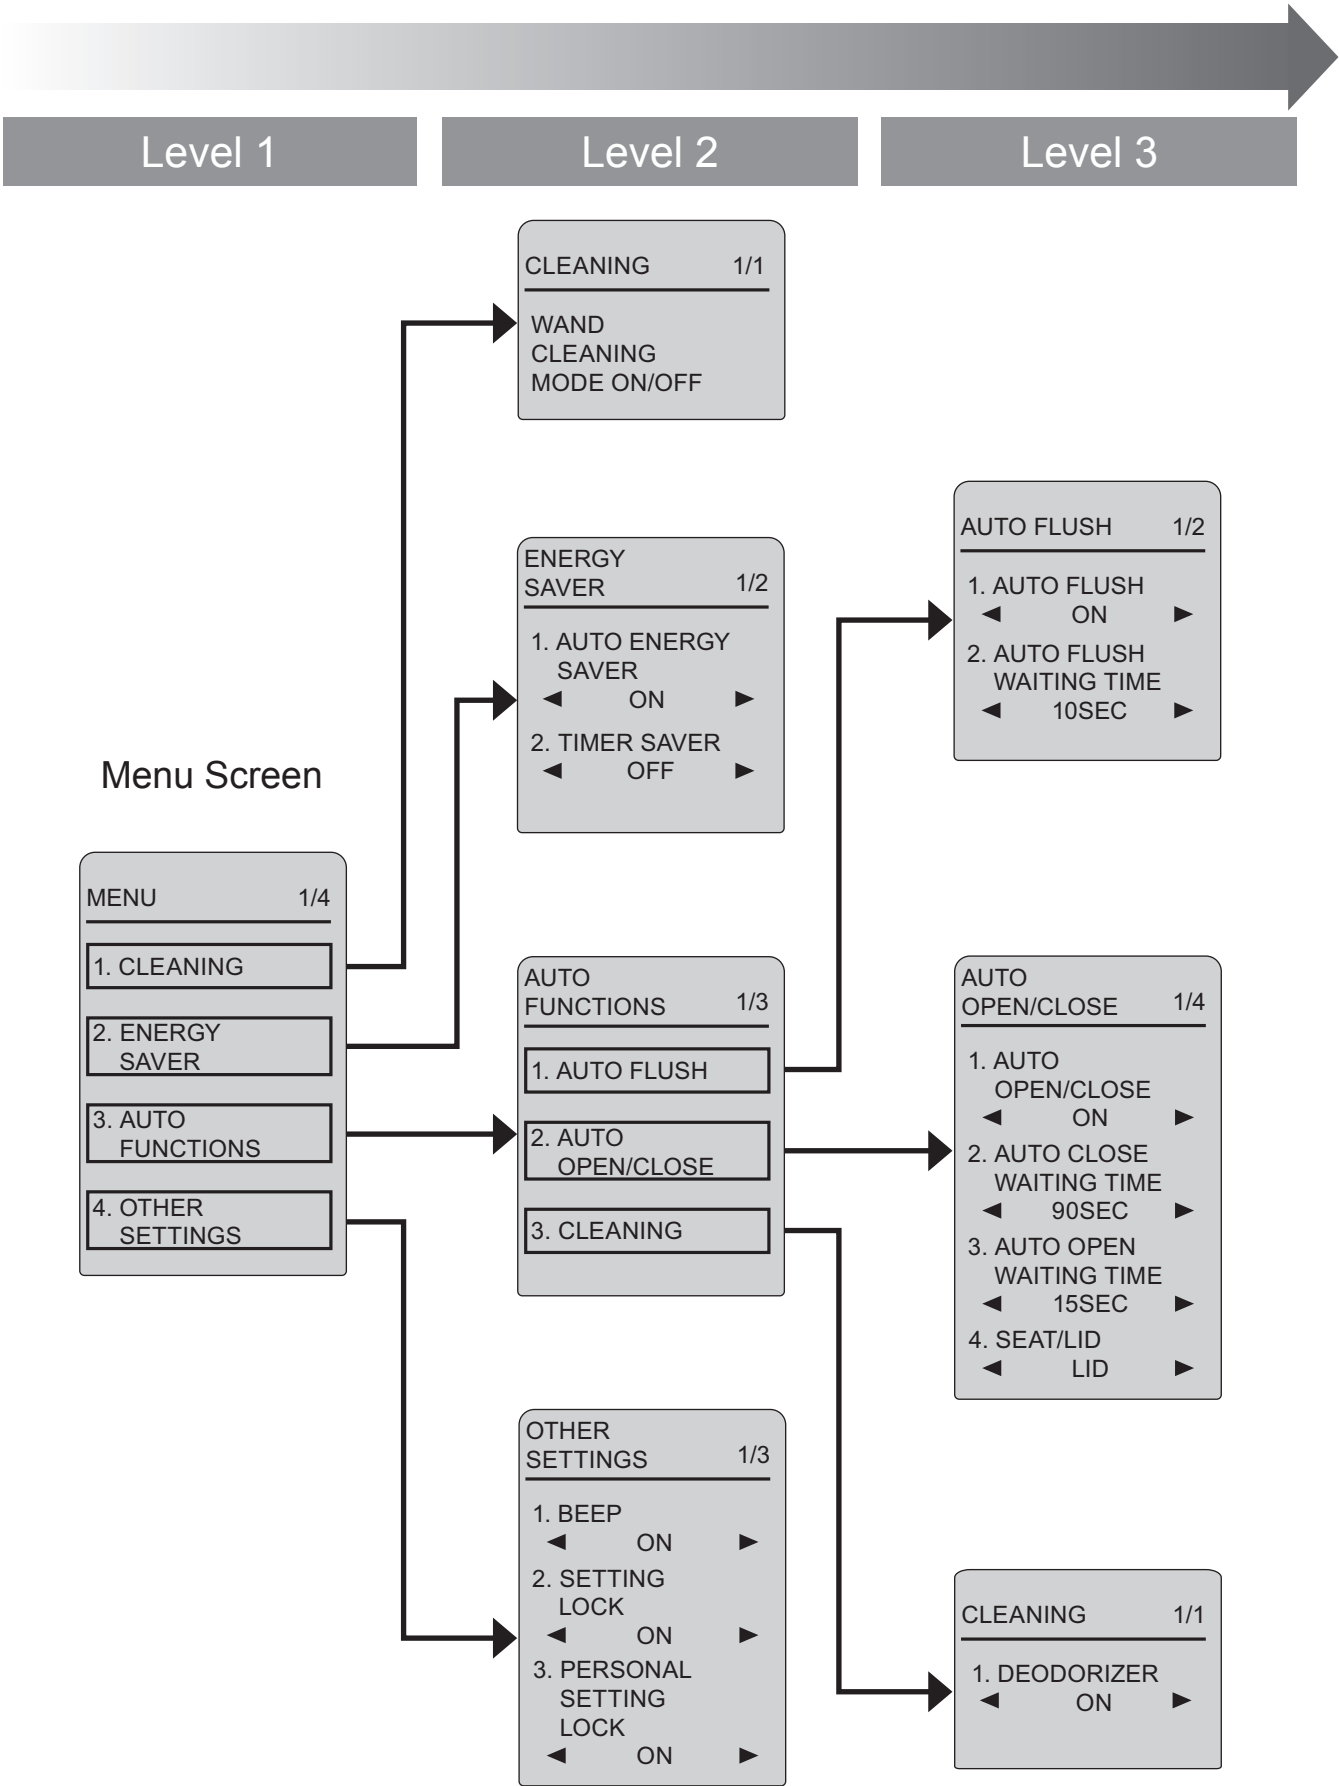 Level 1
Level 2
Level 3
Menu Screen
MENU 1/4
1. CLEANING
2. ENERGY
SAVER
3. AUTO
FUNCTIONS
4. OTHER
SETTINGS
CLEANING 1/1
WAND
CLEANING
MODE ON/OFF
ENERGY
SAVER 1/2
1. AUTO ENERGY
SAVER
◀ ON ▶
2. TIMER SAVER
◀ OFF ▶
AUTO
FUNCTIONS 1/3
1. AUTO FLUSH
2. AUTO
OPEN/CLOSE
3. CLEANING
OTHER
SETTINGS 1/3
1. BEEP
◀ ON ▶
2. SETTING
LOCK
◀ ON ▶
3. PERSONAL
SETTING
LOCK
◀ ON ▶
AUTO FLUSH 1/2
1. AUTO FLUSH
◀ ON ▶
2. AUTO FLUSH
WAITING TIME
◀ 10SEC ▶
AUTO
OPEN/CLOSE 1/4
1. AUTO
OPEN/CLOSE
◀ ON ▶
2. AUTO CLOSE
WAITING TIME
◀ 90SEC ▶
3. AUTO OPEN
WAITING TIME
◀ 15SEC ▶
4. SEAT/LID
◀ LID ▶
CLEANING 1/1
1. DEODORIZER
◀ ON ▶